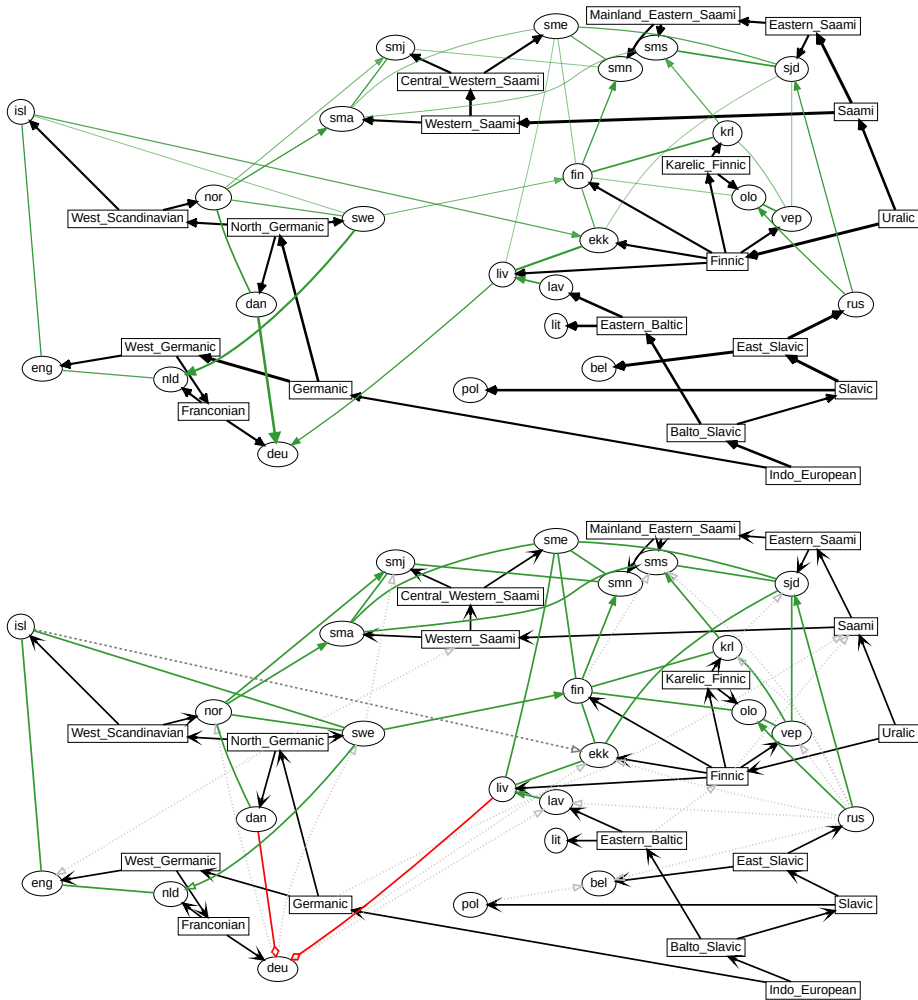 Mainland_Eastern_Saami
sme
Eastern_Saami
smj
sms
smn
sjd
Central_Western_Saami
isl
sma
Western_Saami
Saami
krl
Karelic_Finnic
fin
nor
olo
West_Scandinavian
North_Germanic
swe
vep
Uralic
ekk
Finnic
liv
lav
dan
rus
lit
Eastern_Baltic
West_Germanic
East_Slavic
eng
nld
bel
Germanic
pol
Slavic
Franconian
Balto_Slavic
deu
Indo_European
Mainland_Eastern_Saami
sme
Eastern_Saami
smj
sms
smn
sjd
Central_Western_Saami
isl
sma
Western_Saami
Saami
krl
Karelic_Finnic
fin
nor
olo
West_Scandinavian
North_Germanic
swe
vep
Uralic
ekk
Finnic
liv
lav
dan
rus
lit
Eastern_Baltic
West_Germanic
East_Slavic
eng
nld
bel
Germanic
pol
Slavic
Franconian
Balto_Slavic
deu
Indo_European